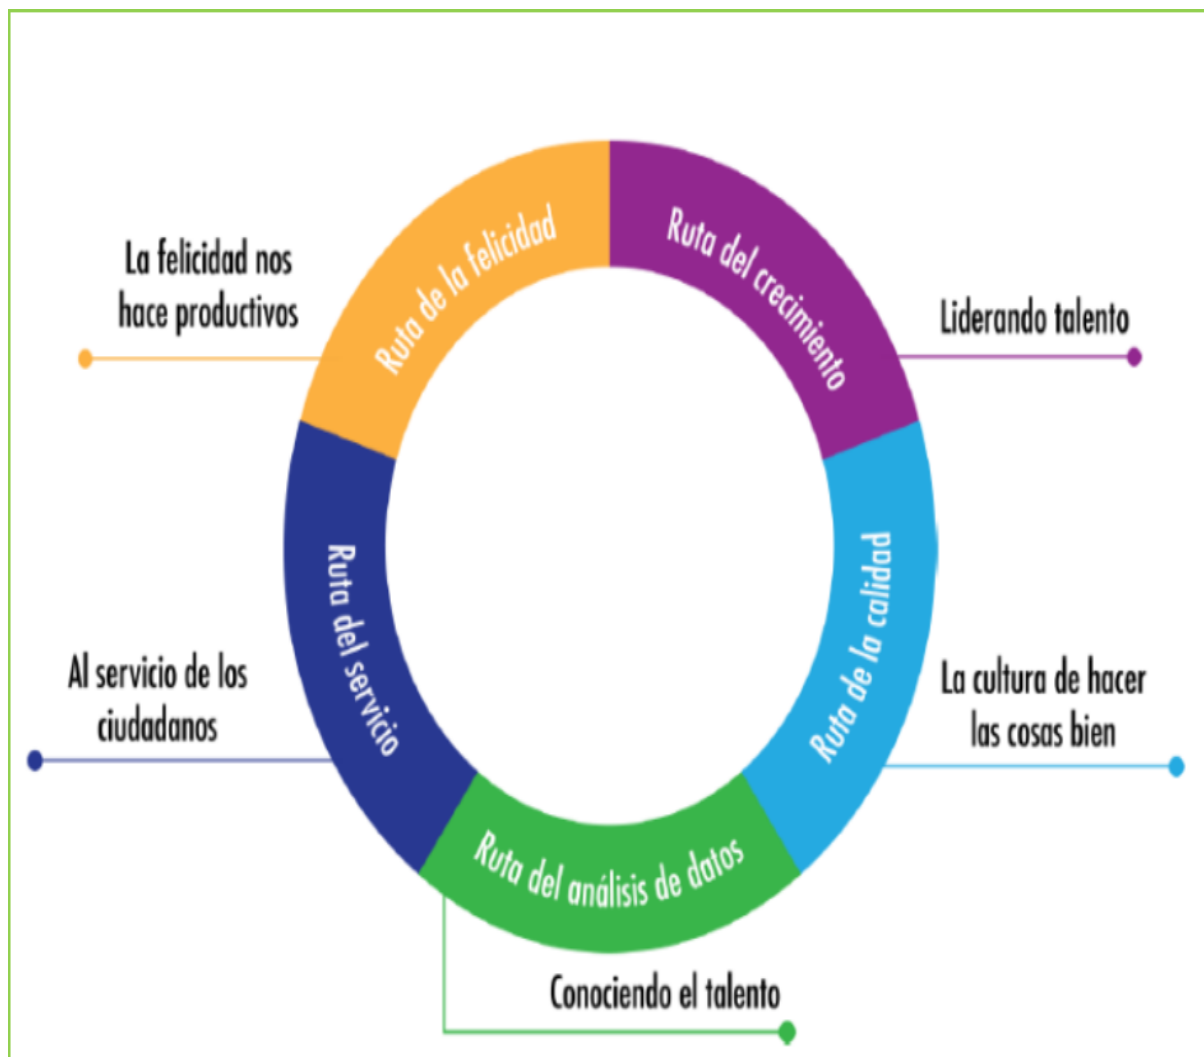 Ruta de la felicidad
La felicidad nos
hace productivos
Ruta del crecimiento
Liderando talento
Ruta de la calidad
La cultura de hacer
las cosas bien
Ruta del análisis de datos
Conociendo el talento
Ruta del servicio
Al servicio de los
ciudadanos